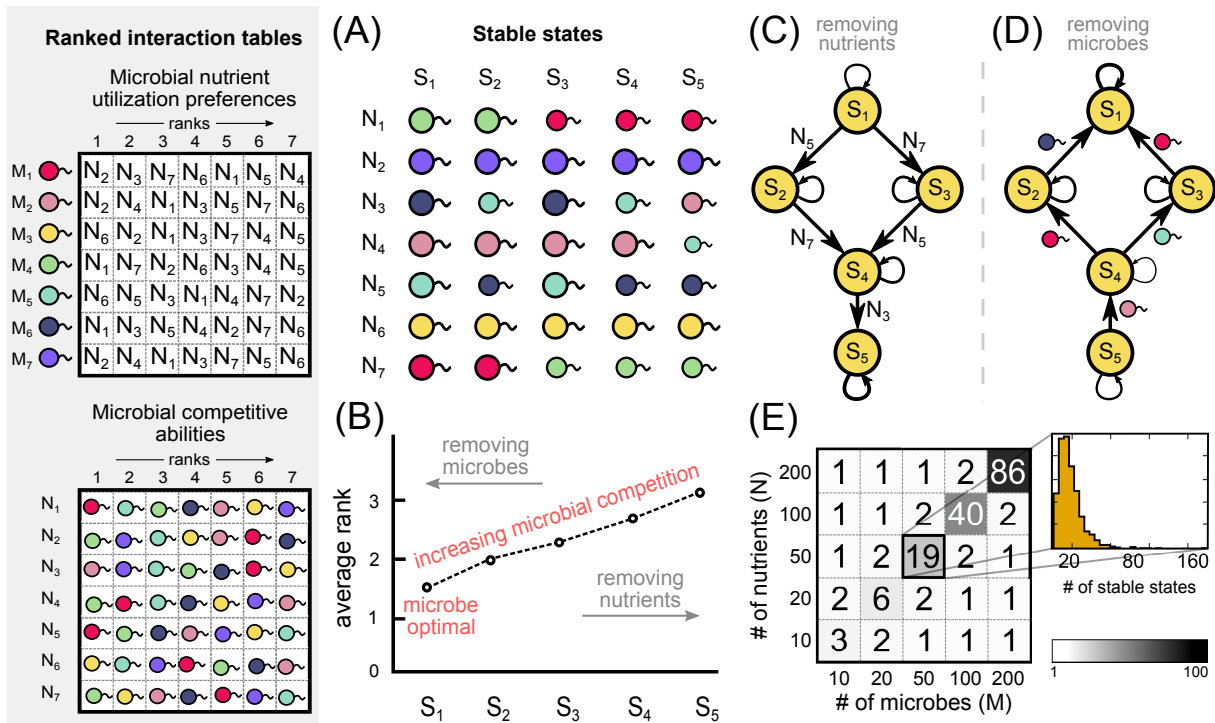 Ranked interaction tables
Microbial nutrient
utilization preferences
ranks
1 2 3 4 5 6 7
M1 N2 N3 N7 N6 N1 N5 N4
M2 N2 N4 N1 N3 N5 N7 N6
M3 N6 N2 N1 N3 N7 N4 N5
M4 N1 N7 N2 N6 N3 N4 N5
M5 N6 N5 N3 N1 N4 N7 N2
M6 N1 N3 N5 N4 N2 N7 N6
M7 N2 N4 N1 N3 N7 N5 N6
Microbial competitive
abilities
ranks
1 2 3 4 5 6 7
N1
N2
N3
N4
N5
N6
N7
(A)
Stable states
S1 S2 S3 S4 S5
N1
N2
N3
N4
N5
N6
N7
(B)
average rank
3
2
1
0
removing
microbes
increasing microbial competition
microbe
optimal
removing
nutrients
S1 S2 S3 S4 S5
(C)
removing
nutrients
S1
N5 N7
S2 S3
N7 N5
S4
N3
S5
(D)
removing
microbes
S1
S2 S3
S4
S5
(E)
# of nutrients (N)
200 1 1 1 2 86
100 1 1 2 40 2
50 1 2 19 2 1
20 2 6 2 1 1
10 3 2 1 1 1
10 20 50 100 200
# of microbes (M)
20 80 160
# of stable states
1 100